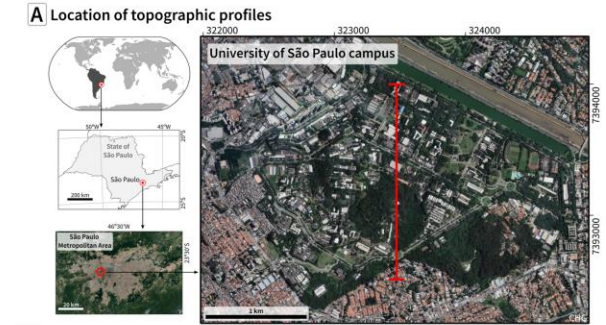 A Location of topographic profiles
322000 323000 324000
University of São Paulo campus
7394000
7393000
50°W 45°W
20°S
State of
São Paulo
São Paulo
200 km
25°S
46°30'W
São Paulo
Metropolitan Area
23°30'S
20 km
1 km
CHG